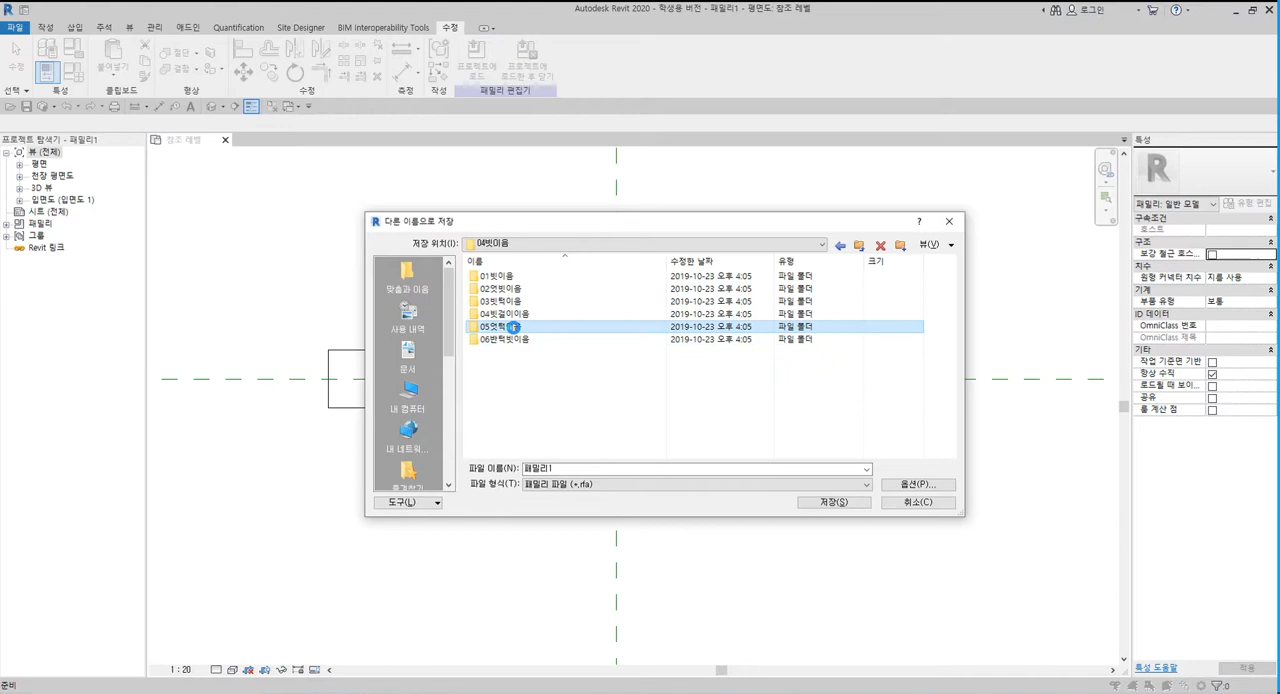 Autodesk Revit 2020 - 학생용 버전 - 패밀리1 - 평면도: 참조 레벨
로그인
파일 작성 삽입 주석 뷰 관리 애드인 Quantification Site Designer BIM Interoperability Tools 수정
수정
붙여넣기
절단
결합
프로젝트에 로드
프로젝트에 로드한 후 닫기
선택 특성 클립보드 형상 수정 측정 작성 패밀리 편집기
프로젝트 탐색기 - 패밀리1
뷰 (전체)
평면
천장 평면도
3D 뷰
입면도 (입면도 1)
시트 (전체)
패밀리
그룹
Revit 링크
참조 레벨
다른 이름으로 저장
저장 위치(I): 04빗이음
뷰(V)
맞춤과 이음
사용 내역
문서
내 컴퓨터
내 네트워...
즐겨찾기
이름 수정한 날짜 유형 크기
01빗이음 2019-10-23 오후 4:05 파일 폴더
02엇빗이음 2019-10-23 오후 4:05 파일 폴더
03빗턱이음 2019-10-23 오후 4:05 파일 폴더
04빗걸이이음 2019-10-23 오후 4:05 파일 폴더
05엇턱 2019-10-23 오후 4:05 파일 폴더
06반턱빗이음 2019-10-23 오후 4:05 파일 폴더
파일 이름(N): 패밀리1
파일 형식(T): 패밀리 파일 (*.rfa)
옵션(P)...
도구(L)
저장(S)
취소(C)
특성
패밀리: 일반 모델 유형 편집
구속조건
호스트
구조
보강 철근 호스...
치수
원형 커넥터 치수 지름 사용
기계
부품 유형 보통
ID 데이터
OmniClass 번호
OmniClass 제목
기타
작업 기준면 기반
항상 수직
로드될 때 보이...
공유
룸 계산 점
특성 도움말 적용
1 : 20
준비
:0